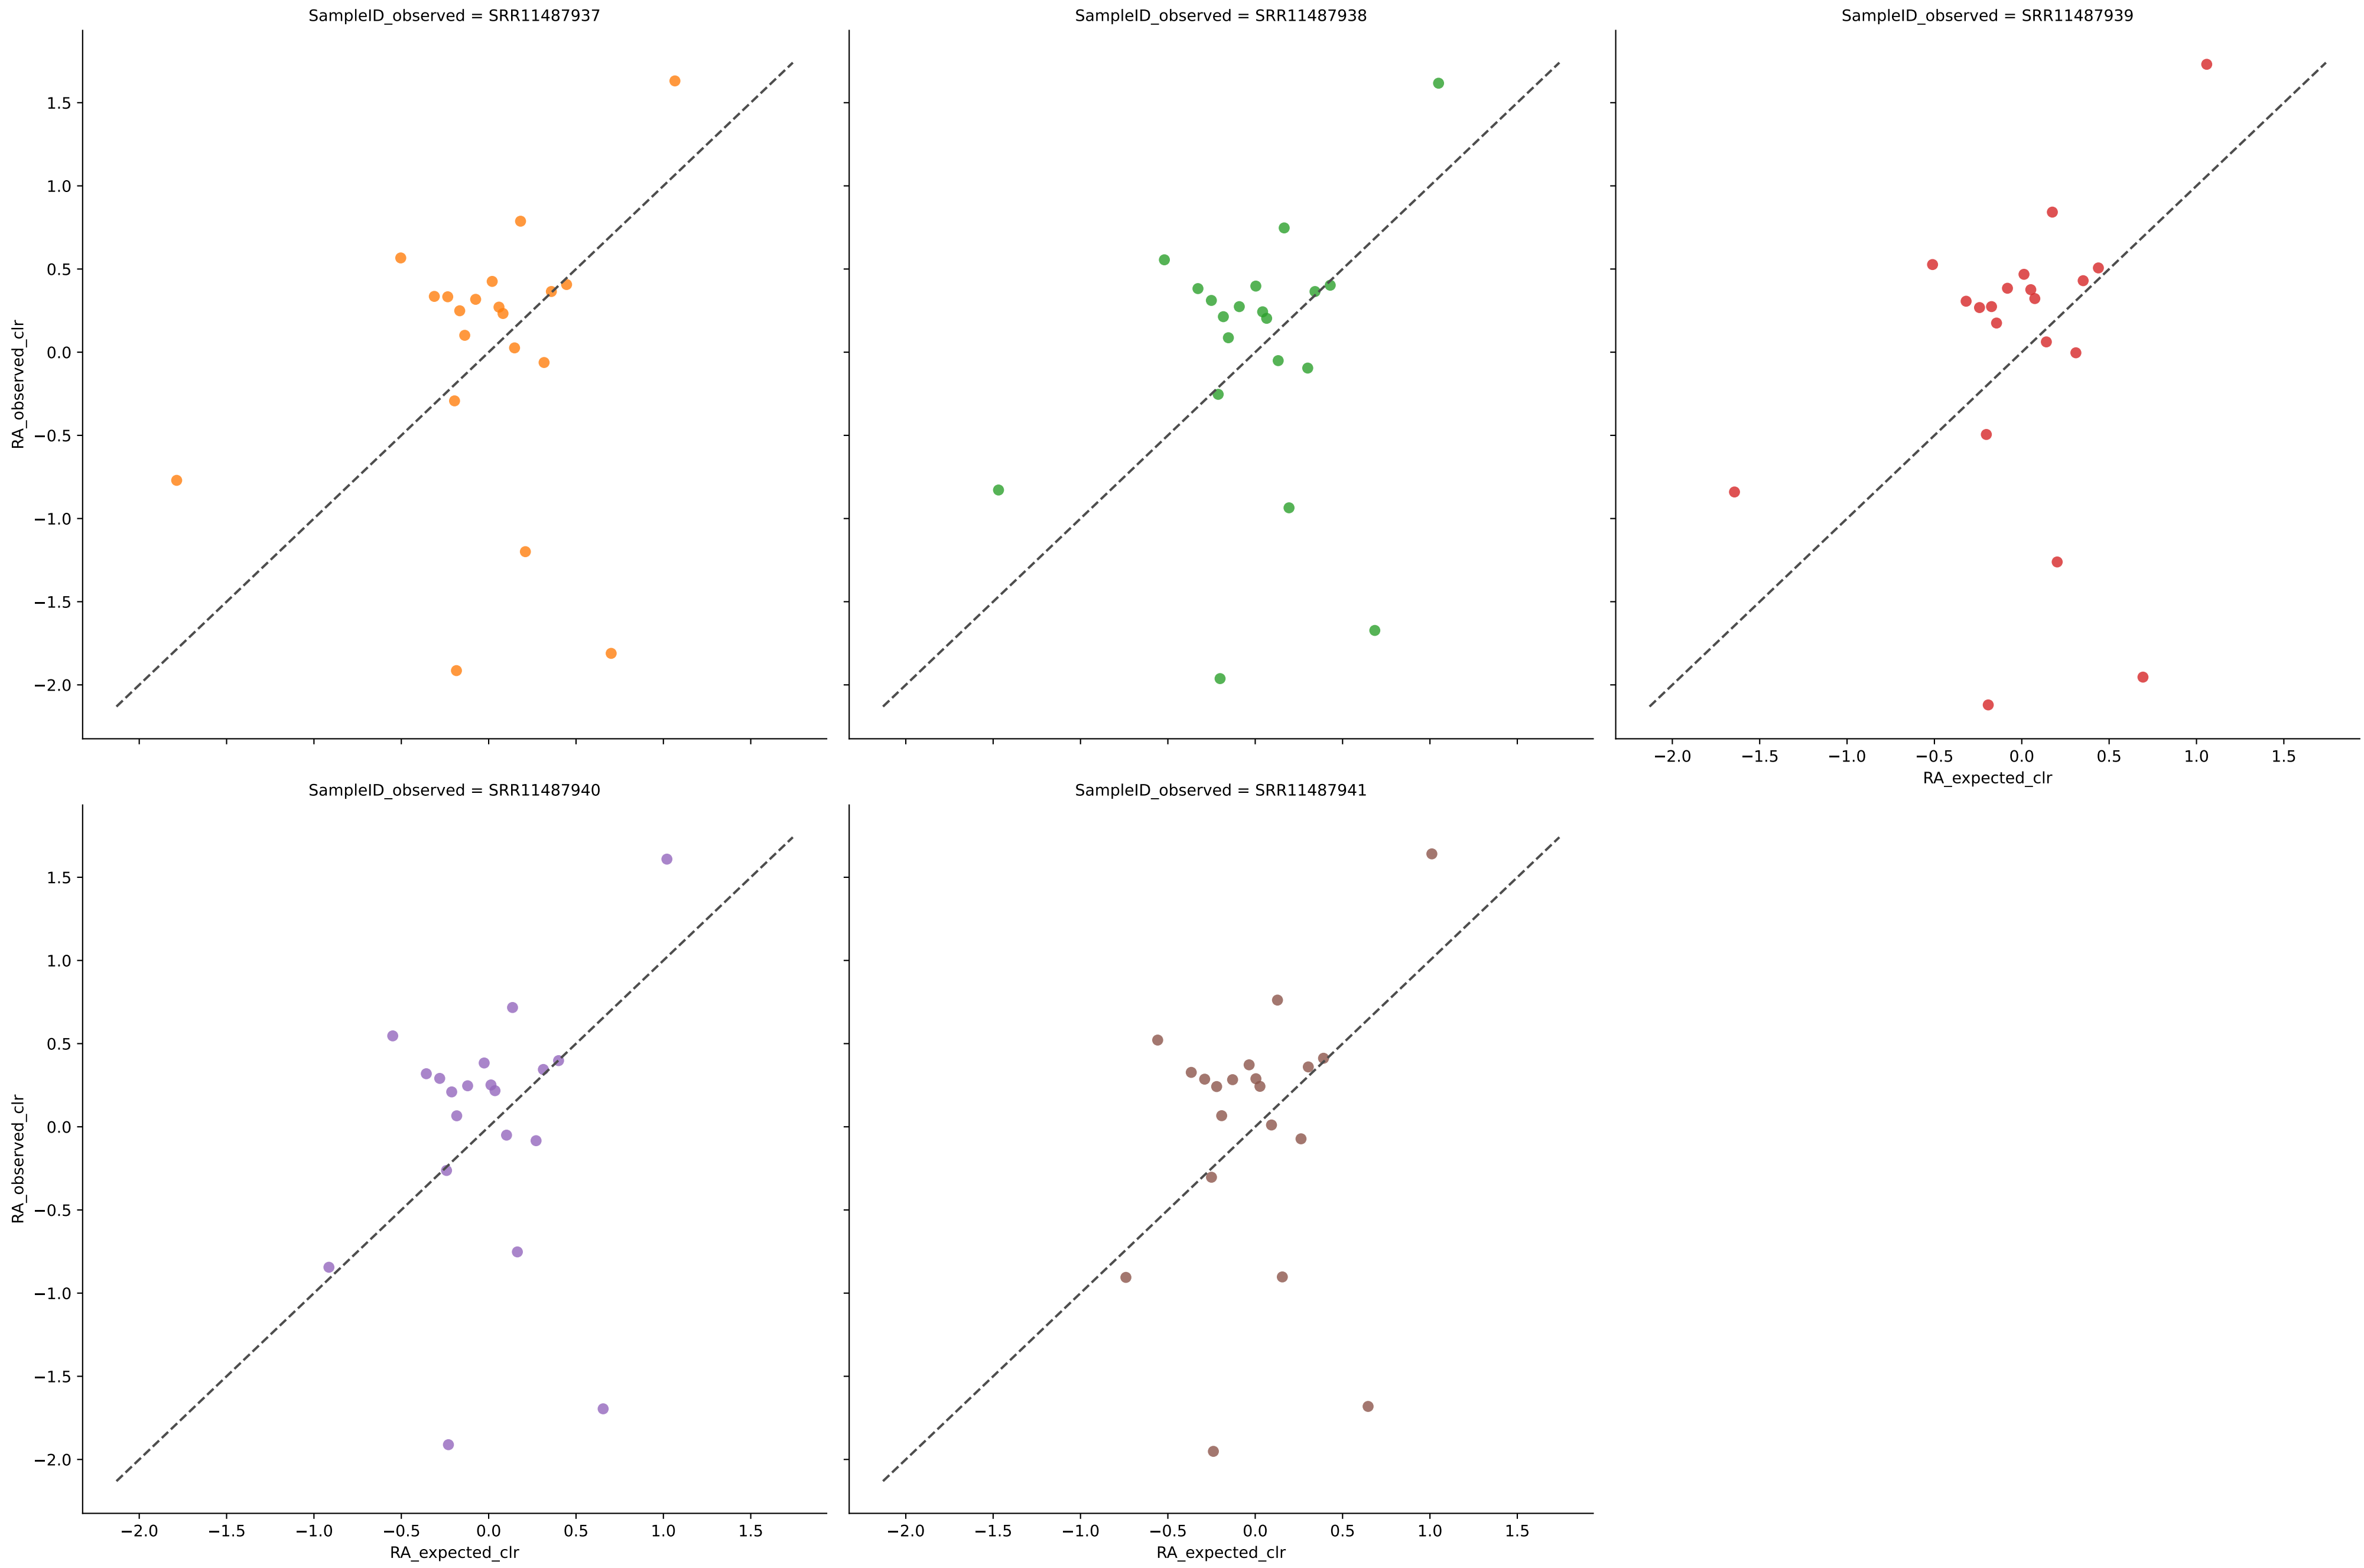 SampleID_observed = SRR11487937
SampleID_observed = SRR11487938
SampleID_observed = SRR11487939
RA_observed_clr
1.5
1.0
0.5
0.0
−0.5
−1.0
−1.5
−2.0
−2.0 −1.5 −1.0 −0.5 0.0 0.5 1.0 1.5
RA_expected_clr
SampleID_observed = SRR11487940
SampleID_observed = SRR11487941
RA_observed_clr
1.5
1.0
0.5
0.0
−0.5
−1.0
−1.5
−2.0
−2.0 −1.5 −1.0 −0.5 0.0 0.5 1.0 1.5
RA_expected_clr
−2.0 −1.5 −1.0 −0.5 0.0 0.5 1.0 1.5
RA_expected_clr